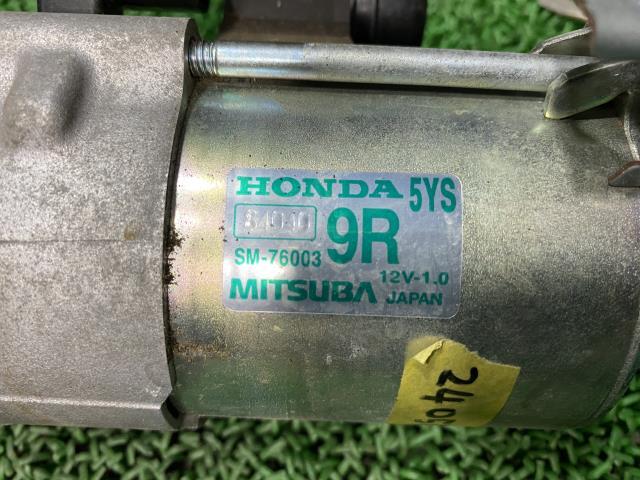 HONDA 5YS
9R
SM-76003
12V-1.0
MITSUBA JAPAN